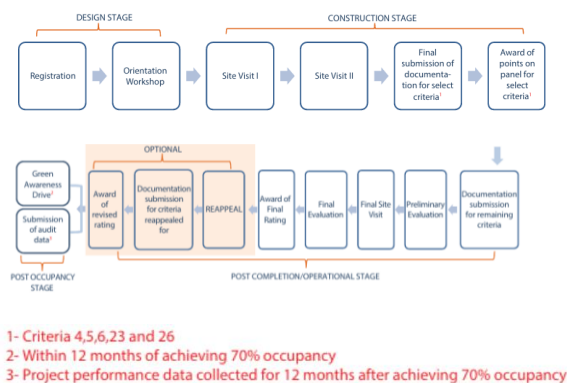 DESIGN STAGE
CONSTRUCTION STAGE
Registration
Orientation
Workshop
Site Visit I
Site Visit II
Final
submission of
documenta-
tion for select
criteria¹
Award of
points on
panel for
select
criteria¹
OPTIONAL
Green
Awareness
Drive²
Submission
of audit
data³
Award
of
revised
rating
Documentation
submission
for criteria
reappealed
for
REAPPEAL
Award of
Final
Rating
Final
Evaluation
Final Site
Visit
Preliminary
Evaluation
Documentation
submission
for remaining
criteria
POST OCCUPANCY
STAGE
POST COMPLETION/OPERATIONAL STAGE
1- Criteria 4,5,6,23 and 26
2- Within 12 months of achieving 70% occupancy
3- Project performance data collected for 12 months after achieving 70% occupancy